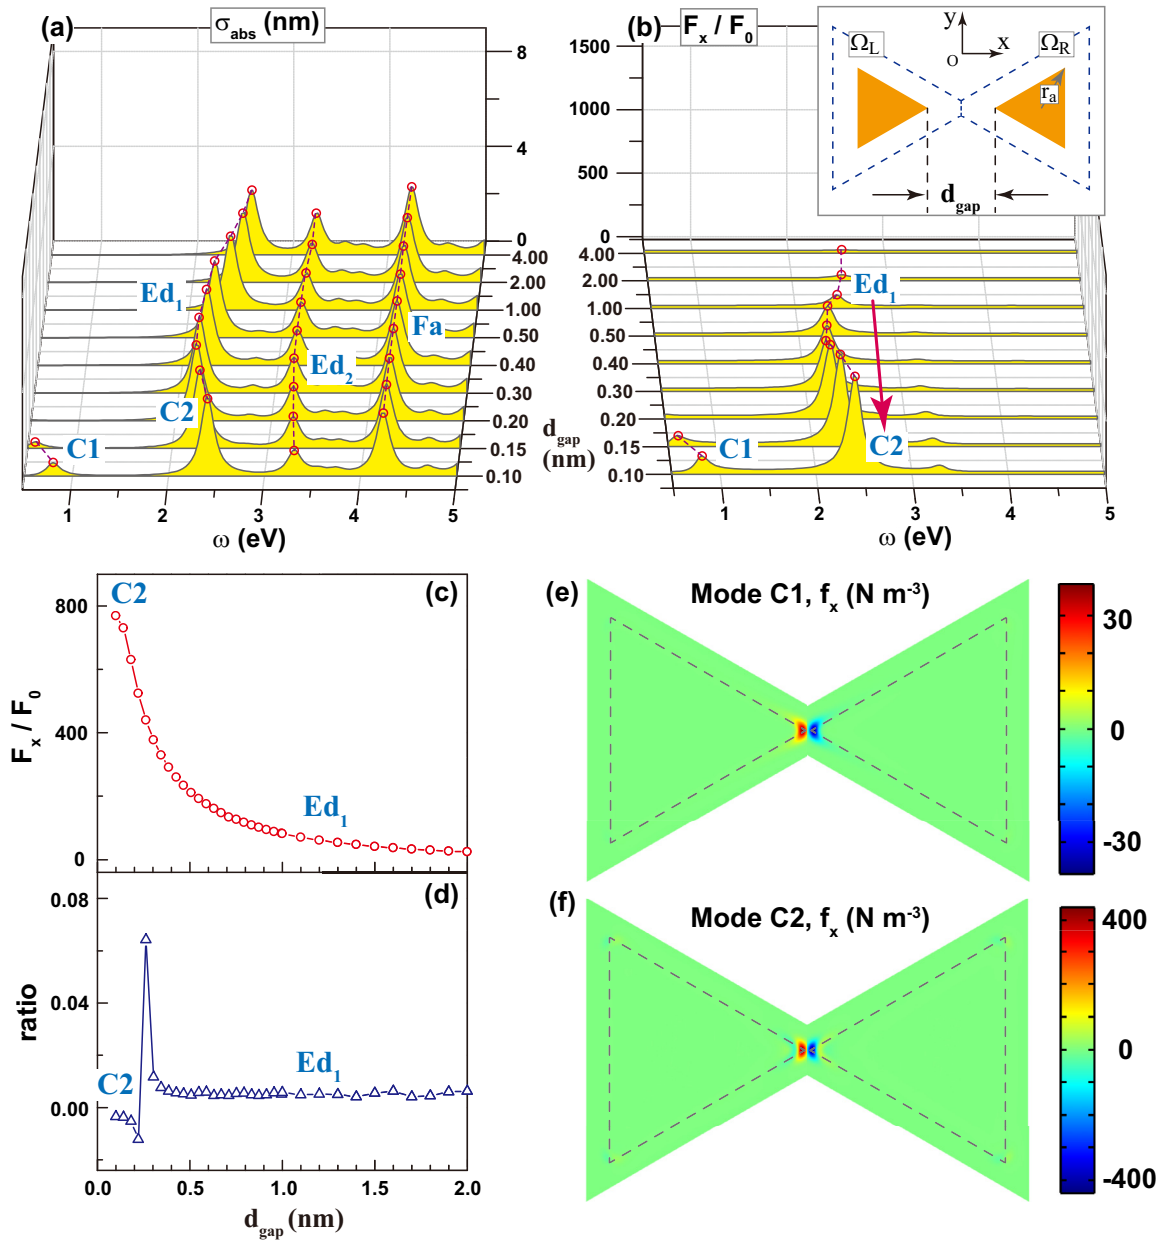 (a)
σabs (nm)
8
4
0
4.00
2.00
1.00
0.50
0.40
0.30
0.20
0.15
0.10
dgap
(nm)
Ed1
Fa
Ed2
C2
C1
1 2 3 4 5
ω (eV)
(b)
Fx / F0
1500
1000
500
0
4.00
2.00
1.00
0.50
0.40
0.30
0.20
0.15
0.10
y
x
O
ΩL
ΩR
ra
dgap
Ed1
C1
C2
1 2 3 4 5
ω (eV)
(c)
C2
800
400
0
Fx / F0
Ed1
(d)
0.08
0.04
0.00
ratio
C2
Ed1
0.0 0.5 1.0 1.5 2.0
dgap (nm)
(e)
Mode C1, fx (N m-3)
30
0
-30
(f)
Mode C2, fx (N m-3)
400
0
-400